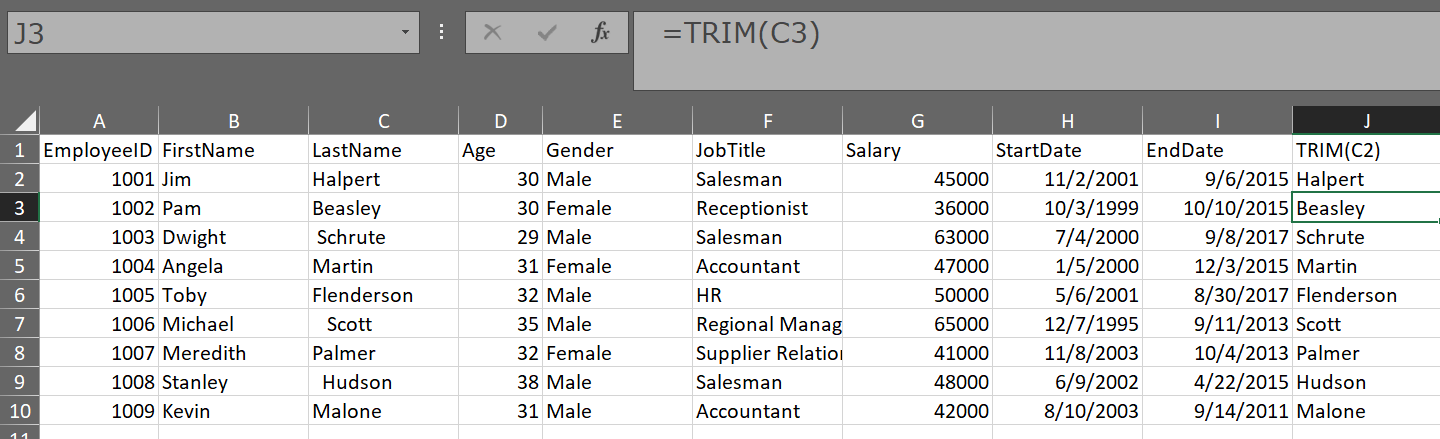 J3 fx =TRIM(C3)
A B C D E F G H I J
1 EmployeeID FirstName LastName Age Gender JobTitle Salary StartDate EndDate TRIM(C2)
2 1001 Jim Halpert 30 Male Salesman 45000 11/2/2001 9/6/2015 Halpert
3 1002 Pam Beasley 30 Female Receptionist 36000 10/3/1999 10/10/2015 Beasley
4 1003 Dwight Schrute 29 Male Salesman 63000 7/4/2000 9/8/2017 Schrute
5 1004 Angela Martin 31 Female Accountant 47000 1/5/2000 12/3/2015 Martin
6 1005 Toby Flenderson 32 Male HR 50000 5/6/2001 8/30/2017 Flenderson
7 1006 Michael Scott 35 Male Regional Manag 65000 12/7/1995 9/11/2013 Scott
8 1007 Meredith Palmer 32 Female Supplier Relatio 41000 11/8/2003 10/4/2013 Palmer
9 1008 Stanley Hudson 38 Male Salesman 48000 6/9/2002 4/22/2015 Hudson
10 1009 Kevin Malone 31 Male Accountant 42000 8/10/2003 9/14/2011 Malone